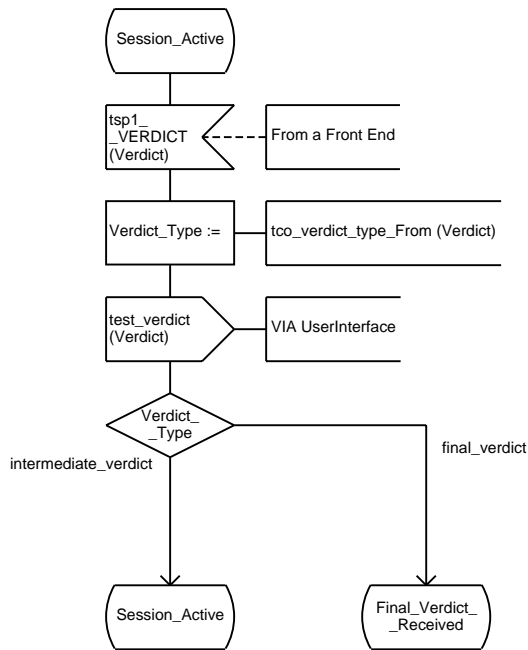 Session_Active
tsp1_
_VERDICT
(Verdict)
From a Front End
Verdict_Type :=
tco_verdict_type_From (Verdict)
test_verdict
(Verdict)
VIA UserInterface
Verdict_
_Type
intermediate_verdict
final_verdict
Session_Active
Final_Verdict_
_Received